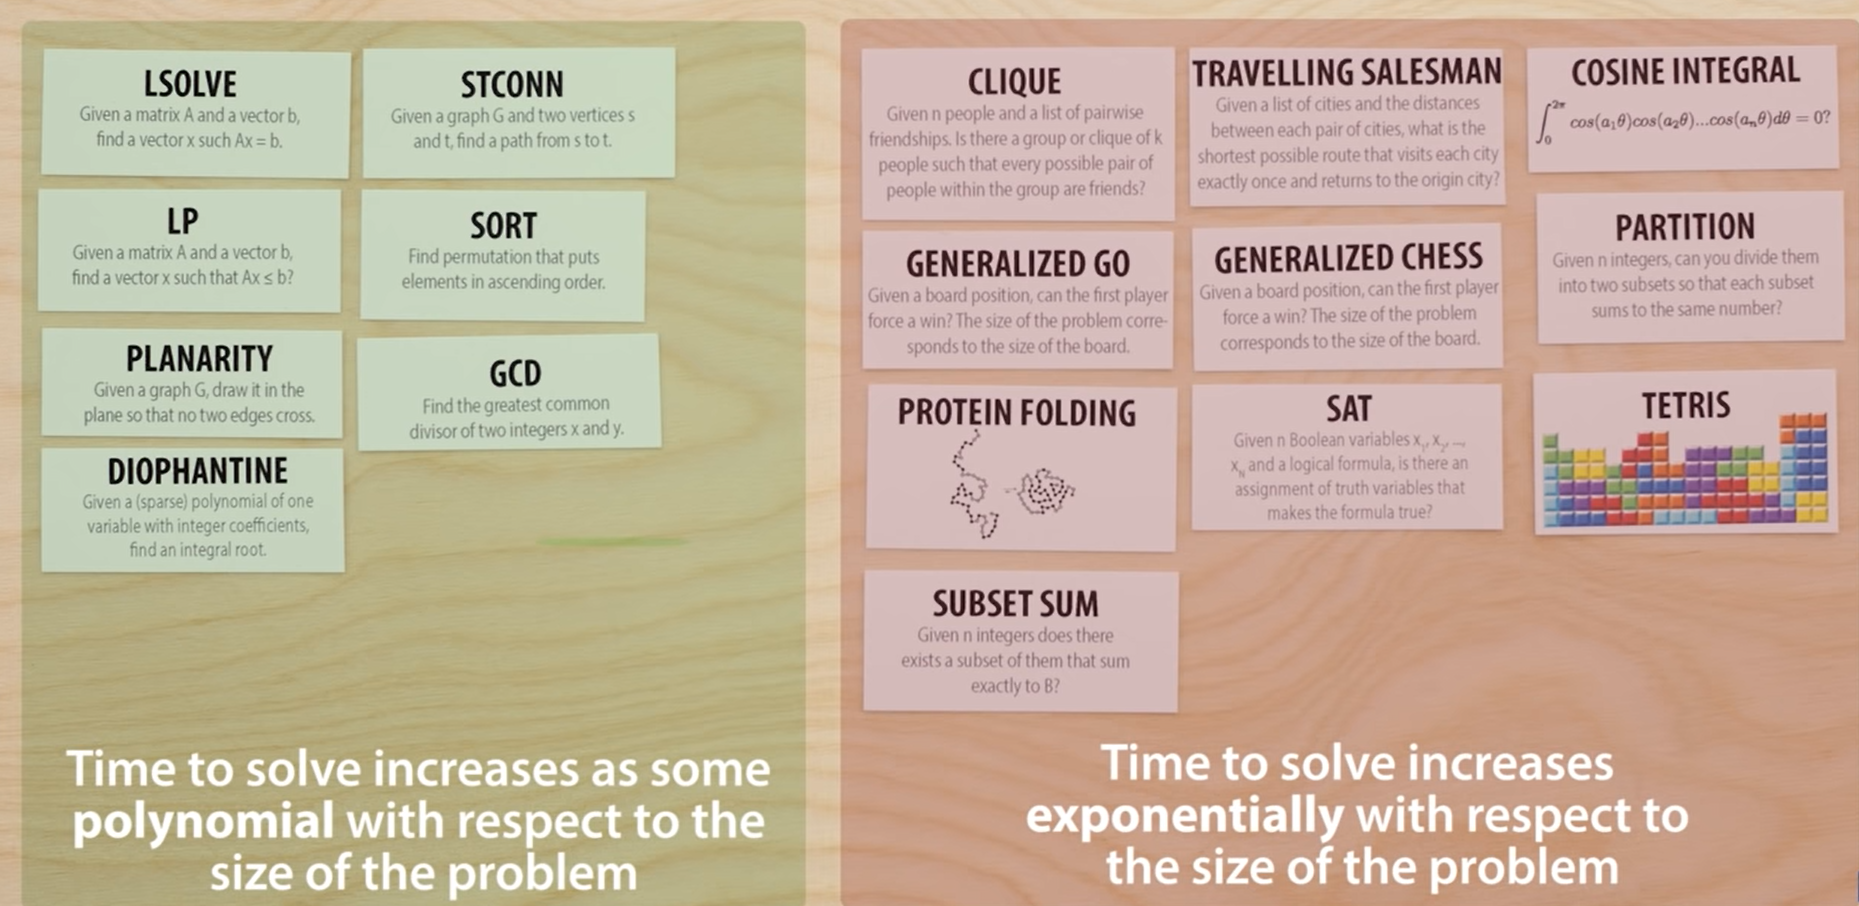 LSOLVE
Given a matrix A and a vector b,
find a vector x such Ax = b.
STCONN
Given a graph G and two vertices s
and t, find a path from s to t.
LP
Given a matrix A and a vector b,
find a vector x such that Ax ≤ b?
SORT
Find permutation that puts
elements in ascending order.
PLANARITY
Given a graph G, draw it in the
plane so that no two edges cross.
GCD
Find the greatest common
divisor of two integers x and y.
DIOPHANTINE
Given a (sparse) polynomial of one
variable with integer coefficients,
find an integral root.
Time to solve increases as some
polynomial with respect to the
size of the problem
CLIQUE
Given n people and a list of pairwise
friendships. Is there a group or clique of k
people such that every possible pair of
people within the group are friends?
TRAVELLING SALESMAN
Given a list of cities and the distances
between each pair of cities, what is the
shortest possible route that visits each city
exactly once and returns to the origin city?
COSINE INTEGRAL
∫₀^{2π} cos(a₁θ)cos(a₂θ)...cos(aₙθ)dθ = 0?
GENERALIZED GO
Given a board position, can the first player
force a win? The size of the problem corre-
sponds to the size of the board.
GENERALIZED CHESS
Given a board position, can the first player
force a win? The size of the problem
corresponds to the size of the board.
PARTITION
Given n integers, can you divide them
into two subsets so that each subset
sums to the same number?
PROTEIN FOLDING
SAT
Given n Boolean variables x₁, x₂, ...,
x_N and a logical formula, is there an
assignment of truth variables that
makes the formula true?
TETRIS
SUBSET SUM
Given n integers does there
exists a subset of them that sum
exactly to B?
Time to solve increases
exponentially with respect to
the size of the problem